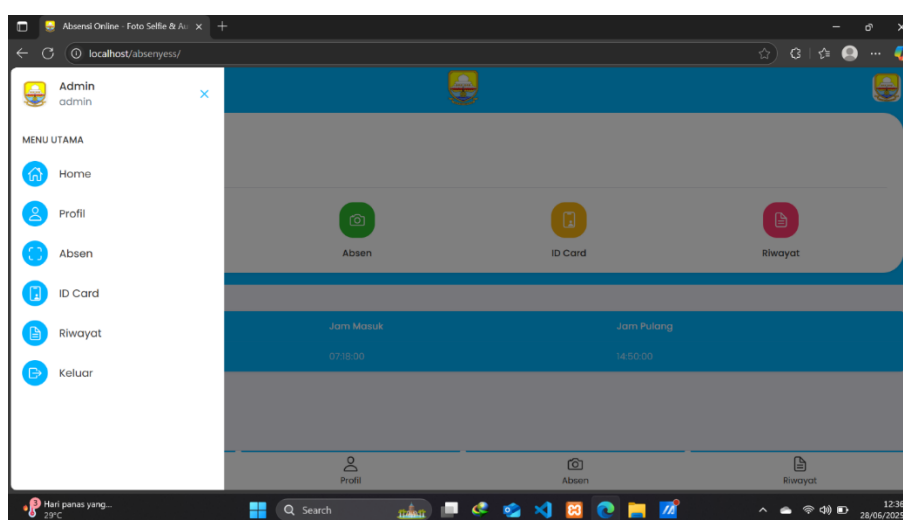 Absensi Online - Foto Selfie & Au
localhost/absenyess/
Admin
admin
MENU UTAMA
Home
Profil
Absen
ID Card
Riwayat
Keluar
Absen
ID Card
Riwayat
Jam Masuk
Jam Pulang
07:18:00
14:50:00
Profil
Absen
Riwayat
3
Hari panas yang...
29°C
Search
12:36
28/06/2025